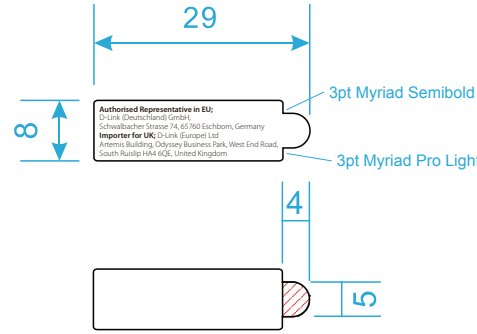 29
3pt Myriad Semibold
8
Authorised Representative in EU;
D-Link (Deutschland) GmbH,
Schwalbacher Strasse 74, 65760 Eschborn, Germany
Importer for UK; D-Link (Europe) Ltd
Artemis Building, Odyssey Business Park, West End Road,
South Ruislip HA4 6QE, United Kingdom
3pt Myriad Pro Light
4
5